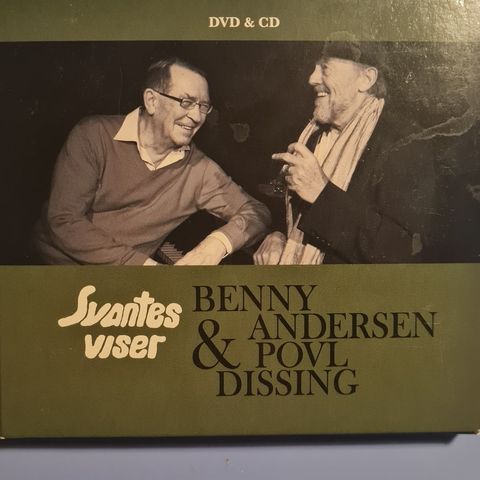 DVD & CD
Svantes
viser
BENNY
ANDERSEN
& POVL
DISSING